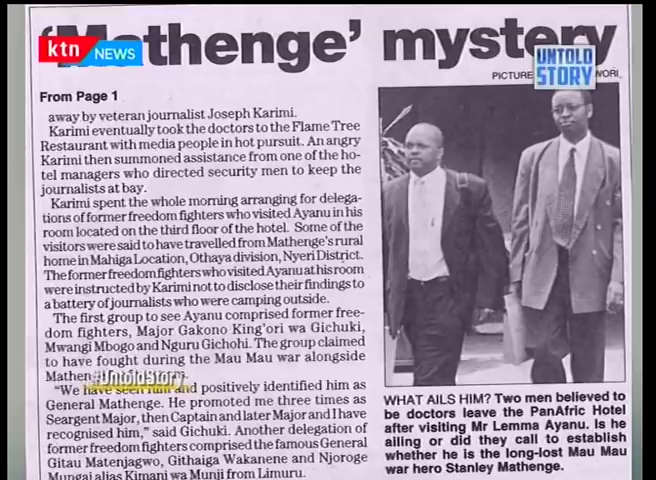 'Mathenge' mystery
ktn NEWS
UNTOLD
STORY
PICTURE
From Page 1
away by veteran journalist Joseph Karimi.
Karimi eventually took the doctors to the Flame Tree
Restaurant with media people in hot pursuit. An angry
Karimi then summoned assistance from one of the ho-
tel managers who directed security men to keep the
journalists at bay.
Karimi spent the whole morning arranging for delega-
tions of former freedom fighters who visited Ayanu in his
room located on the third floor of the hotel. Some of the
visitors were said to have travelled from Mathenge's rural
home in Mahiga Location, Othaya division, Nyeri District.
The former freedom fighters who visited Ayanu at his room
were instructed by Karimi not to disclose their findings to
a battery of journalists who were camping outside.
The first group to see Ayanu comprised former free-
dom fighters, Major Gakono King'ori wa Gichuki,
Mwangi Mbogo and Nguru Gichohi. The group claimed
to have fought during the Mau Mau war alongside
#UntoldStory
"We have seen him and positively identified him as
General Mathenge. He promoted me three times as
Seargent Major, then Captain and later Major and I have
recognised him," said Gichuki. Another delegation of
former freedom fighters comprised the famous General
Gitau Matenjagwo, Githaiga Wakanene and Njoroge
Mungai alias Kimani wa Munji from Limuru.
WHAT AILS HIM? Two men believed to
be doctors leave the PanAfric Hotel
after visiting Mr Lemma Ayanu. Is he
ailing or did they call to establish
whether he is the long-lost Mau Mau
war hero Stanley Mathenge.